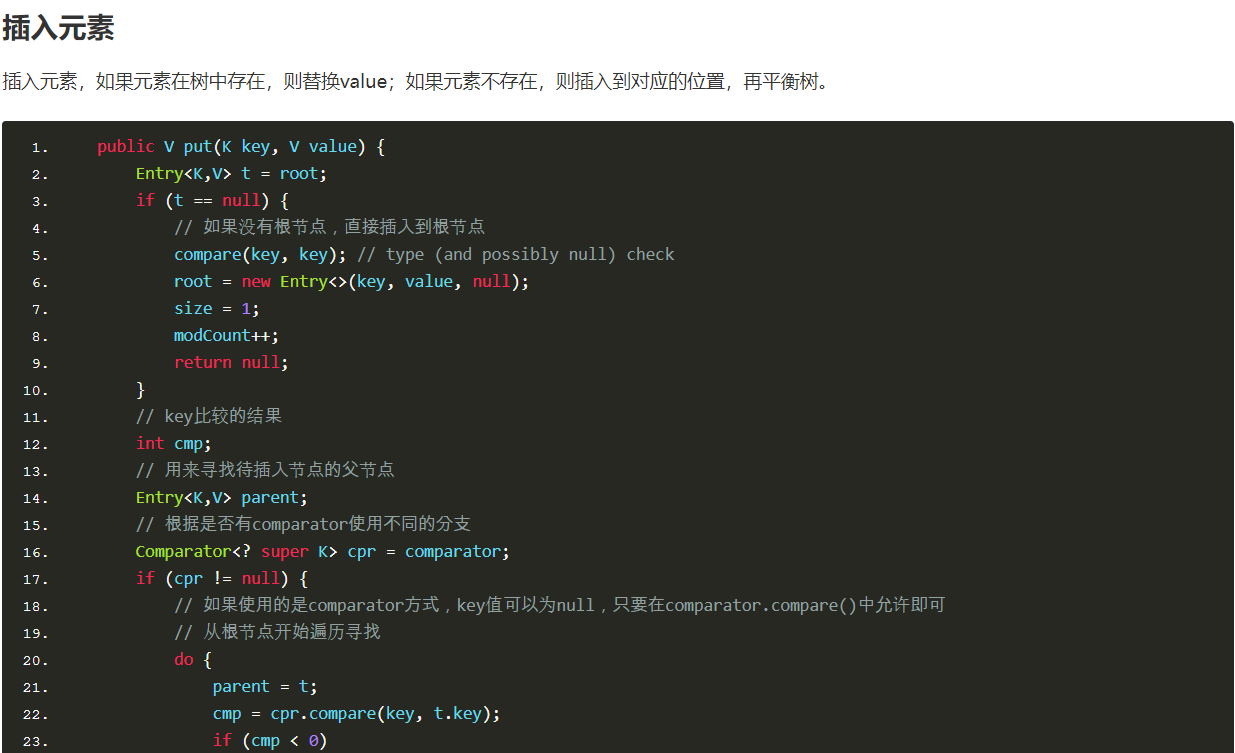 插入元素
插入元素，如果元素在树中存在，则替换value；如果元素不存在，则插入到对应的位置，再平衡树。
1. public V put(K key, V value) {
2. Entry<K,V> t = root;
3. if (t == null) {
4. // 如果没有根节点，直接插入到根节点
5. compare(key, key); // type (and possibly null) check
6. root = new Entry<>(key, value, null);
7. size = 1;
8. modCount++;
9. return null;
10. }
11. // key比较的结果
12. int cmp;
13. // 用来寻找待插入节点的父节点
14. Entry<K,V> parent;
15. // 根据是否有comparator使用不同的分支
16. Comparator<? super K> cpr = comparator;
17. if (cpr != null) {
18. // 如果使用的是comparator方式，key值可以为null，只要在comparator.compare()中允许即可
19. // 从根节点开始遍历寻找
20. do {
21. parent = t;
22. cmp = cpr.compare(key, t.key);
23. if (cmp < 0)